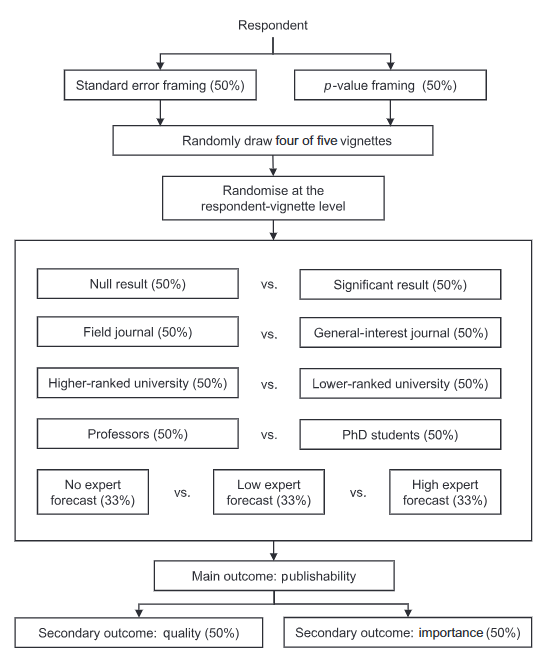 Respondent
Standard error framing (50%)
p-value framing (50%)
Randomly draw four of five vignettes
Randomise at the
respondent-vignette level
Null result (50%) vs. Significant result (50%)
Field journal (50%) vs. General-interest journal (50%)
Higher-ranked university (50%) vs. Lower-ranked university (50%)
Professors (50%) vs. PhD students (50%)
No expert
forecast (33%)
vs.
Low expert
forecast (33%)
vs.
High expert
forecast (33%)
Main outcome: publishability
Secondary outcome: quality (50%)
Secondary outcome: importance (50%)